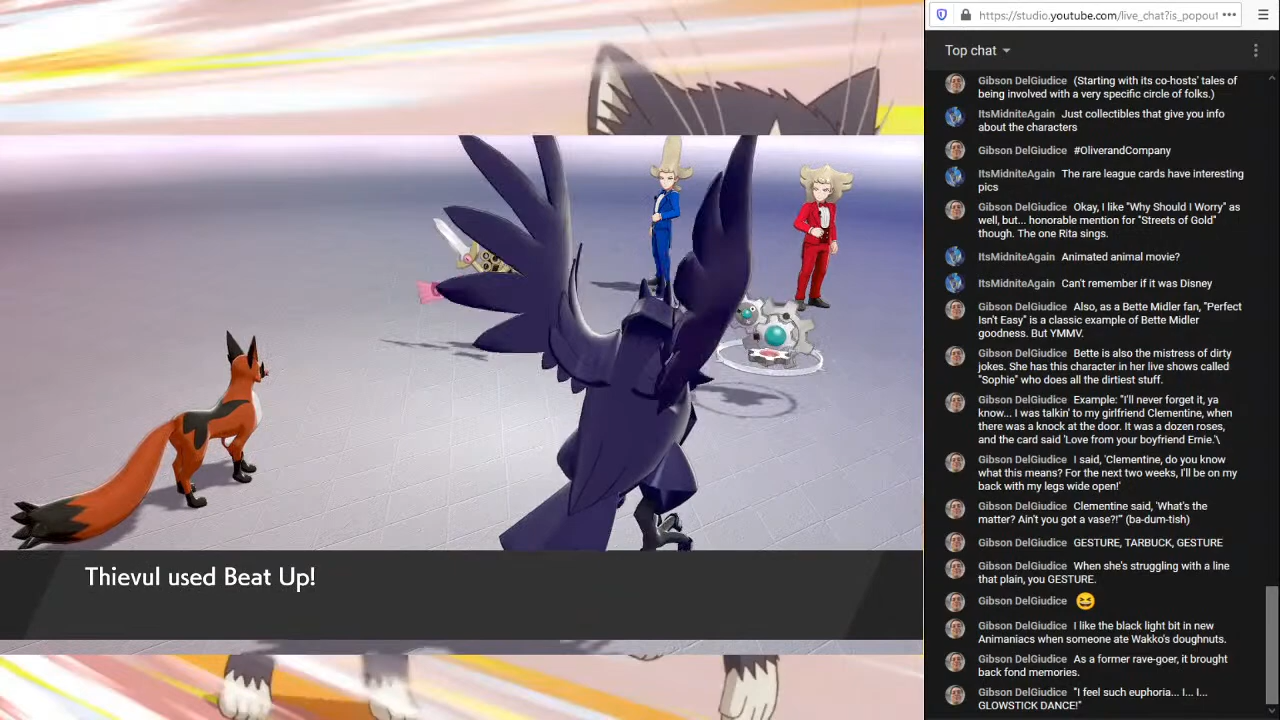 https://studio.youtube.com/live_chat?is_popout
Top chat
Gibson DelGiudice (Starting with its co-hosts' tales of
being involved with a very specific circle of folks.)
ItsMidniteAgain Just collectibles that give you info
about the characters
Gibson DelGiudice #OliverandCompany
ItsMidniteAgain The rare league cards have interesting
pics
Gibson DelGiudice Okay, I like "Why Should I Worry" as
well, but... honorable mention for "Streets of Gold"
though. The one Rita sings.
ItsMidniteAgain Animated animal movie?
ItsMidniteAgain Can't remember if it was Disney
Gibson DelGiudice Also, as a Bette Midler fan, "Perfect
Isn't Easy" is a classic example of Bette Midler
goodness. But YMMV.
Gibson DelGiudice Bette is also the mistress of dirty
jokes. She has this character in her live shows called
"Sophie" who does all the dirtiest stuff.
Gibson DelGiudice Example: "I'll never forget it, ya
know... I was talkin' to my girlfriend Clementine, when
there was a knock at the door. It was a dozen roses,
and the card said 'Love from your boyfriend Ernie.'\
Gibson DelGiudice I said, 'Clementine, do you know
what this means? For the next two weeks, I'll be on my
back with my legs wide open!'
Gibson DelGiudice Clementine said, 'What's the
matter? Ain't you got a vase?!" (ba-dum-tish)
Gibson DelGiudice GESTURE, TARBUCK, GESTURE
Gibson DelGiudice When she's struggling with a line
that plain, you GESTURE.
Gibson DelGiudice 😆
Gibson DelGiudice I like the black light bit in new
Animaniacs when someone ate Wakko's doughnuts.
Gibson DelGiudice As a former rave-goer, it brought
back fond memories.
Gibson DelGiudice "I feel such euphoria... I... I...
GLOWSTICK DANCE!"
Thievul used Beat Up!